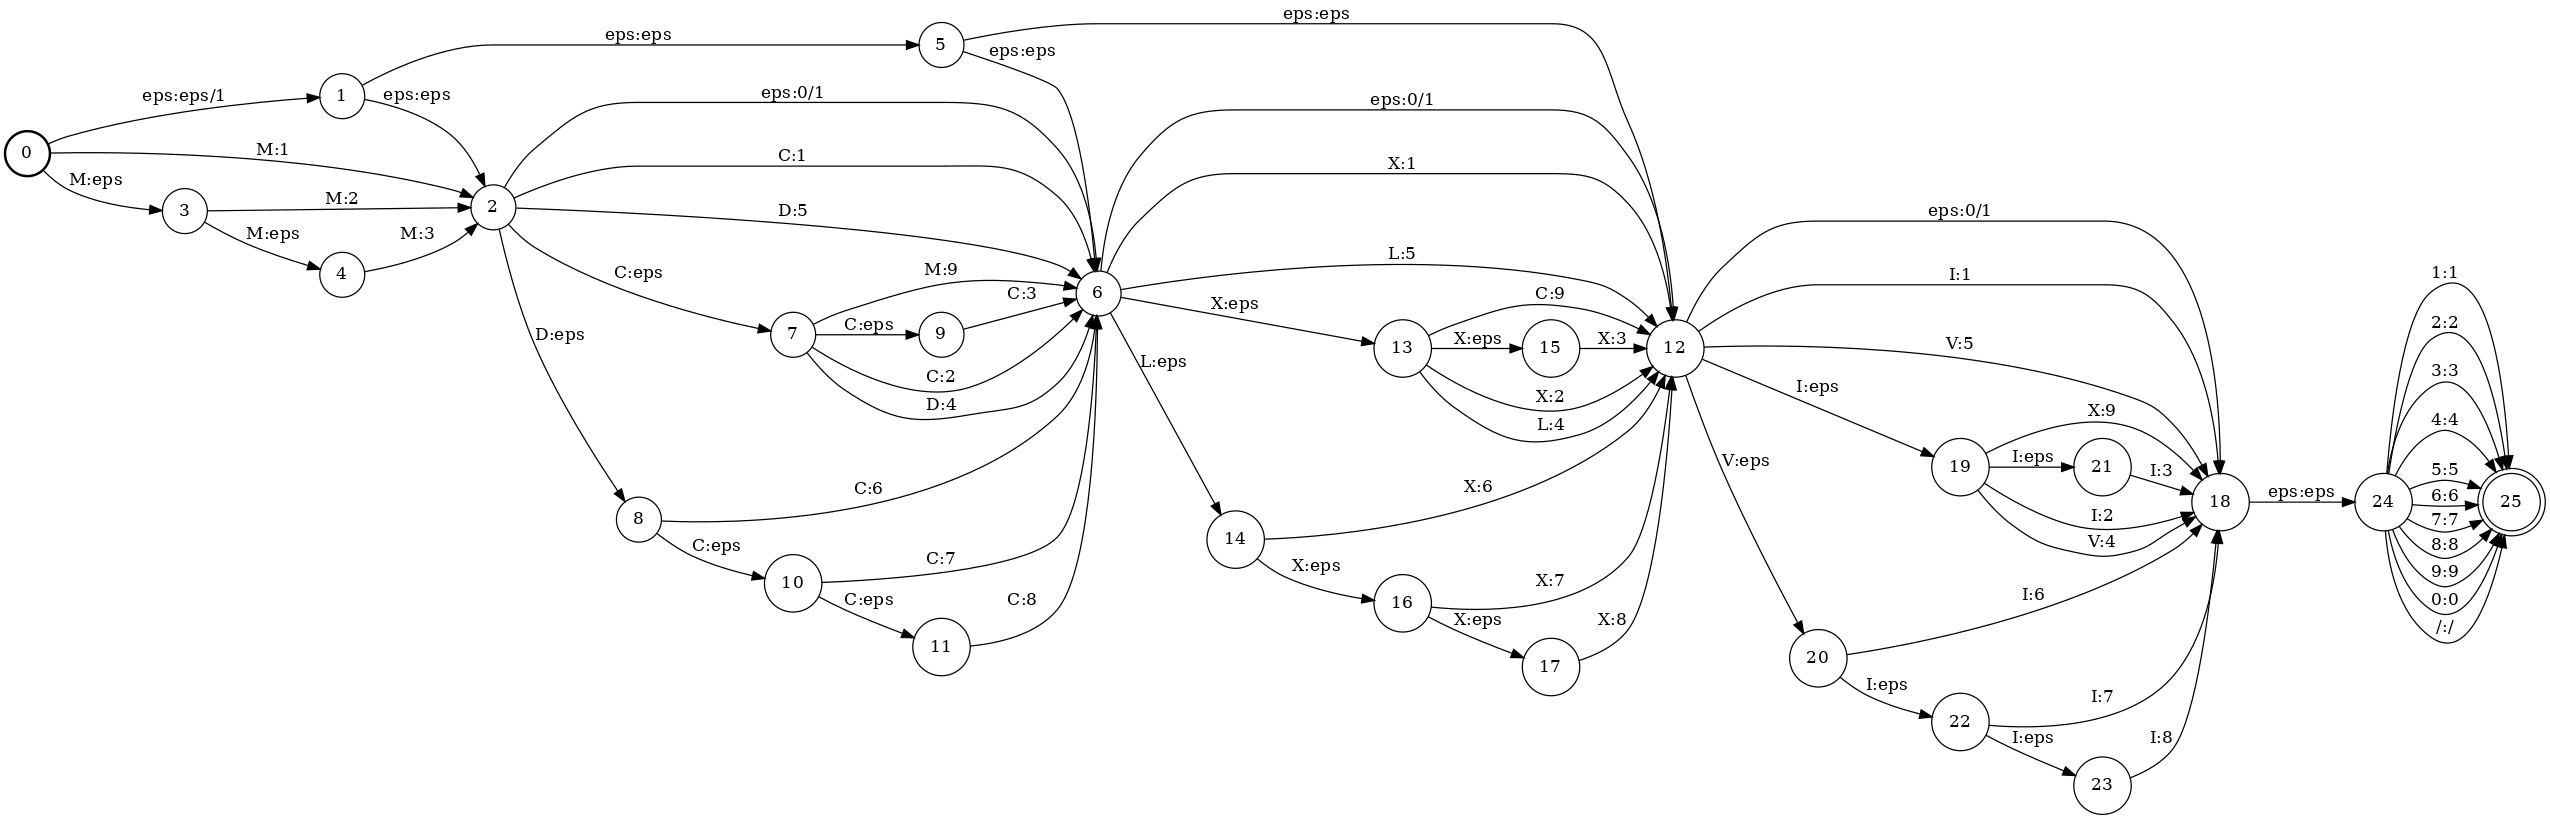 0
eps:eps/1
M:1
M:eps
1
eps:eps
eps:eps
3
M:2
M:eps
4
M:3
2
eps:0/1
C:1
D:5
C:eps
D:eps
5
eps:eps
eps:eps
7
M:9
C:eps
C:2
D:4
9
C:3
8
C:6
C:eps
10
C:7
C:eps
11
C:8
6
eps:0/1
X:1
L:5
X:eps
L:eps
13
C:9
X:eps
X:2
L:4
15
X:3
14
X:6
X:eps
16
X:7
X:eps
17
X:8
12
eps:0/1
I:1
V:5
I:eps
V:eps
19
X:9
I:eps
I:2
V:4
21
I:3
20
I:6
I:eps
22
I:7
I:eps
23
I:8
18
eps:eps
24
1:1
2:2
3:3
4:4
5:5
6:6
7:7
8:8
9:9
0:0
/:/
25